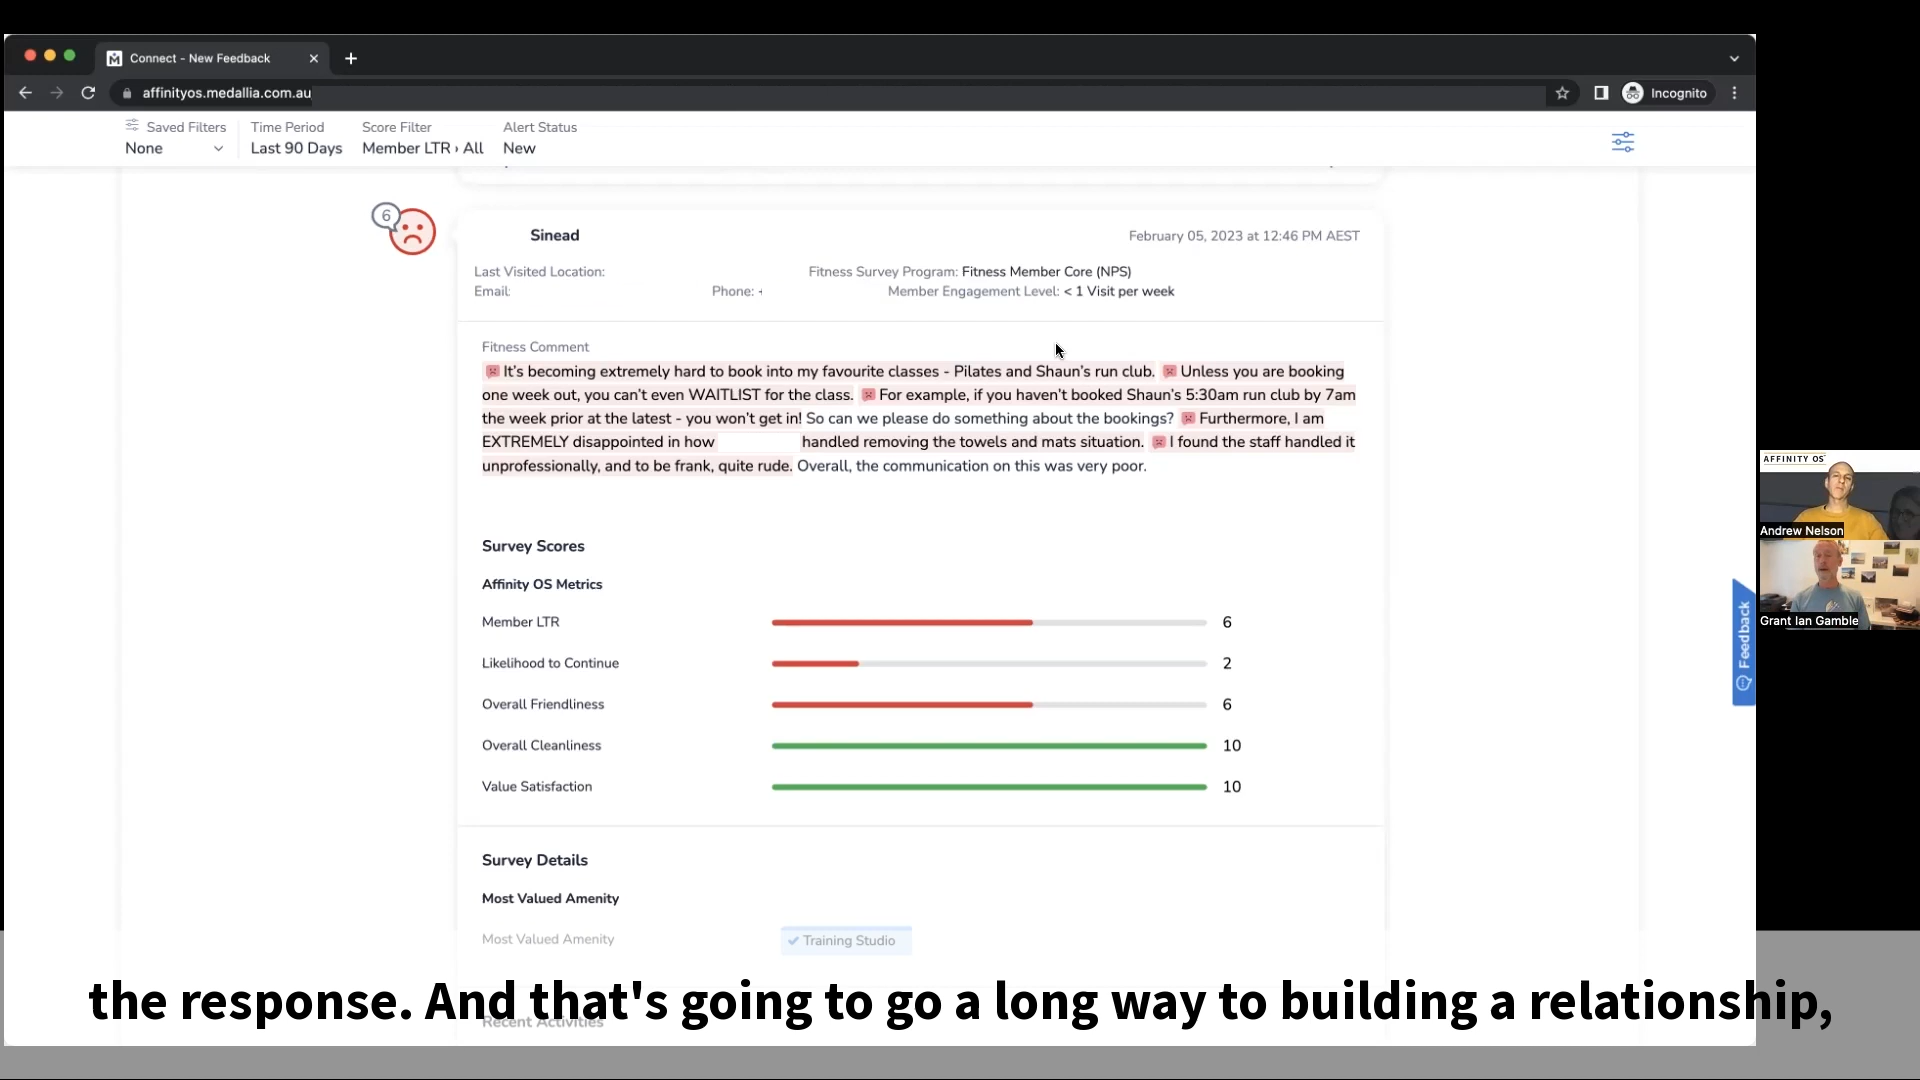 Connect - New Feedback
affinityos.medallia.com.au
Incognito
Saved Filters
None
Time Period
Last 90 Days
Score Filter
Member LTR › All
Alert Status
New
6
Sinead
February 05, 2023 at 12:46 PM AEST
Last Visited Location:
Fitness Survey Program: Fitness Member Core (NPS)
Email:
Phone:
Member Engagement Level: < 1 Visit per week
Fitness Comment
It's becoming extremely hard to book into my favourite classes - Pilates and Shaun's run club. Unless you are booking
one week out, you can't even WAITLIST for the class. For example, if you haven't booked Shaun's 5:30am run club by 7am
the week prior at the latest - you won't get in! So can we please do something about the bookings? Furthermore, I am
EXTREMELY disappointed in how handled removing the towels and mats situation. I found the staff handled it
unprofessionally, and to be frank, quite rude. Overall, the communication on this was very poor.
Survey Scores
Affinity OS Metrics
Member LTR 6
Likelihood to Continue 2
Overall Friendliness 6
Overall Cleanliness 10
Value Satisfaction 10
Survey Details
Most Valued Amenity
Most Valued Amenity
Training Studio
Recent Activities
Feedback
AFFINITY OS
Andrew Nelson
Grant Ian Gamble
the response. And that's going to go a long way to building a relationship,